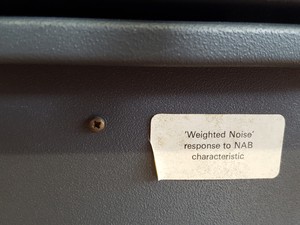 'Weighted Noise'
response to NAB
characteristic